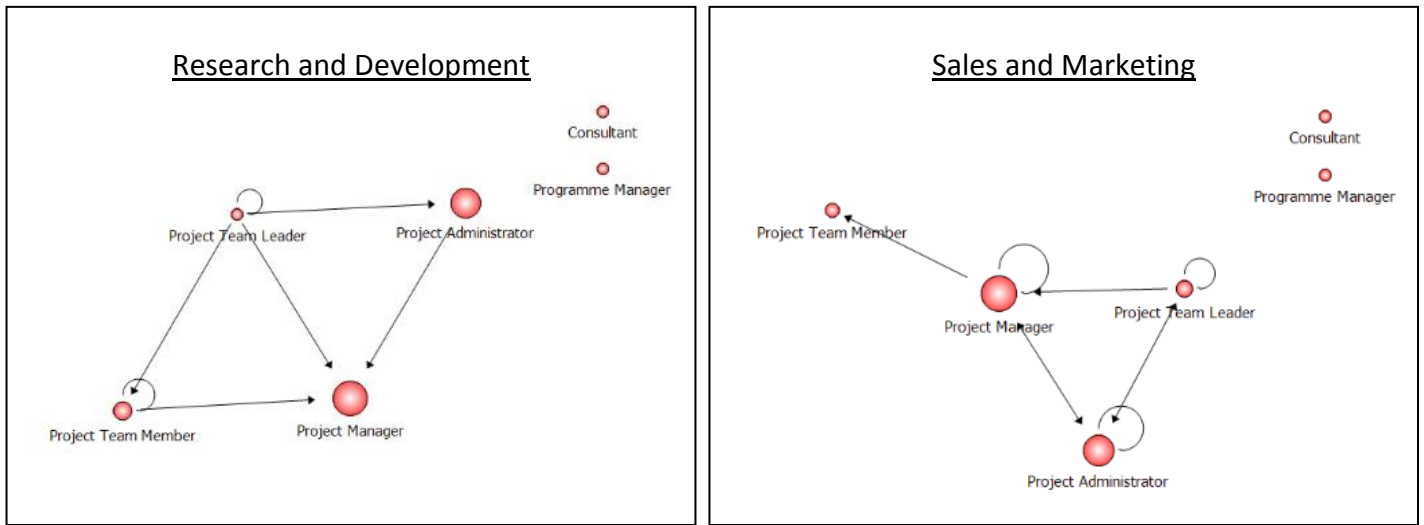 Research and Development
Consultant
Programme Manager
Project Team Leader
Project Administrator
Project Team Member
Project Manager
Sales and Marketing
Consultant
Programme Manager
Project Team Member
Project Manager
Project Team Leader
Project Administrator